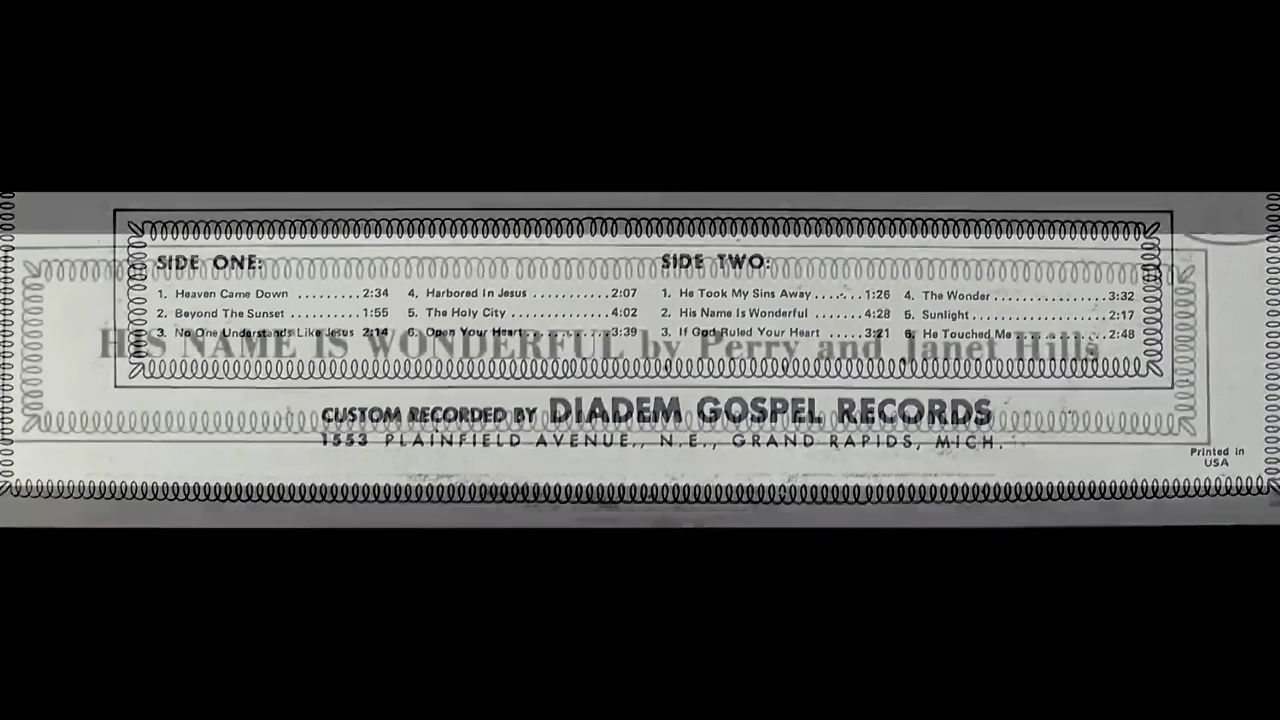 SIDE ONE: SIDE TWO:
1. Heaven Came Down ......... 2:34 4. Harbored In Jesus ........... 2:07 1. He Took My Sins Away ....... 1:26 4. The Wonder ................ 3:32
2. Beyond The Sunset .......... 1:55 5. The Holy City .............. 4:02 2. His Name Is Wonderful ....... 4:28 5. Sunlight .................... 2:17
3. No One Understands Like Jesus 2:14 6. Open Your Heart ............ 3:39 3. If God Ruled Your Heart ..... 3:21 6. He Touched Me ............. 2:48
HIS NAME IS WONDERFUL by Perry and Janet Hills
CUSTOM RECORDED BY DIADEM GOSPEL RECORDS
1553 PLAINFIELD AVENUE,, N.E., GRAND RAPIDS, MICH.
Printed in
USA